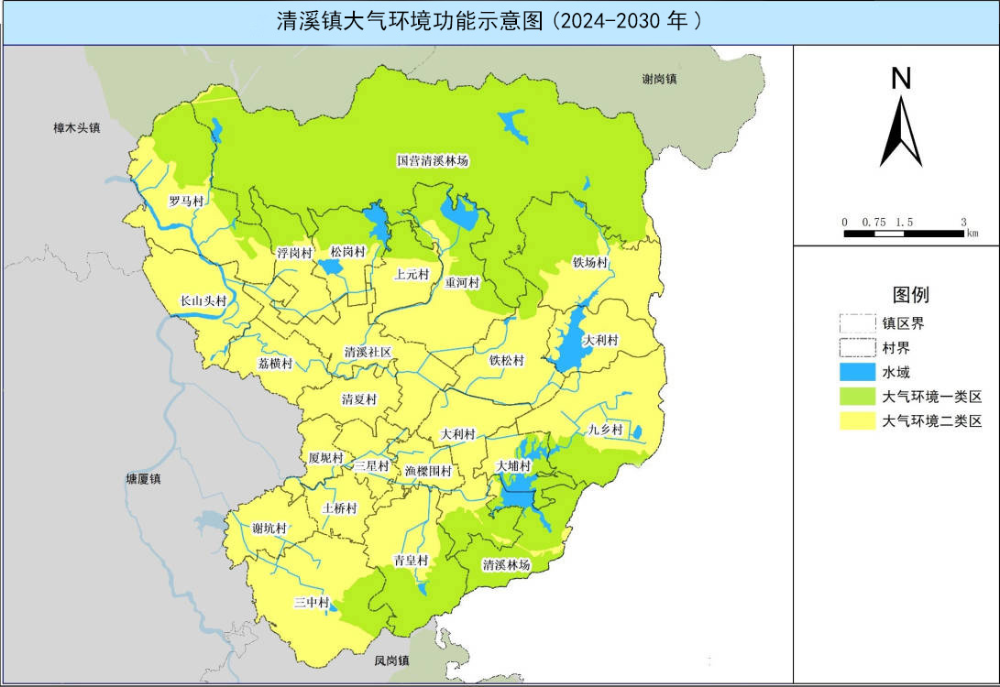 清溪镇大气环境功能示意图(2024-2030 年)
谢岗镇
樟木头镇
国营清溪林场
罗马村
浮岗村
松岗村
上元村
重河村
铁场村
长山头村
大利村
清溪社区
荔横村
铁松村
清夏村
大利村
九乡村
厦坭村
三星村
渔樑围村
大埔村
塘厦镇
土桥村
谢坑村
青皇村
清溪林场
三中村
凤岗镇
N
0 0.75 1.5 3
km
图例
镇区界
村界
水域
大气环境一类区
大气环境二类区